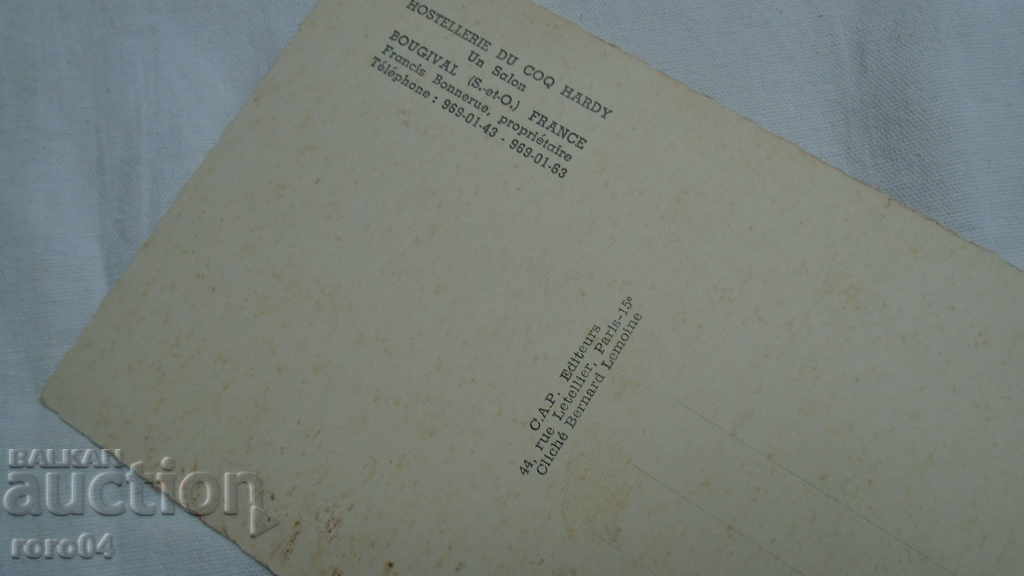 HOSTELLERIE DU COQ HARDY
Un Salon
BOUGIVAL (S.-et-O.) FRANCE
Francis Bonnerue, propriétaire
Téléphone : 969-01-43 - 969-01-63
C.A.P. Editeurs
44, rue Letellier, Paris-15e
Cliché Bernard Lemoine
BALKAN
auction
roro04